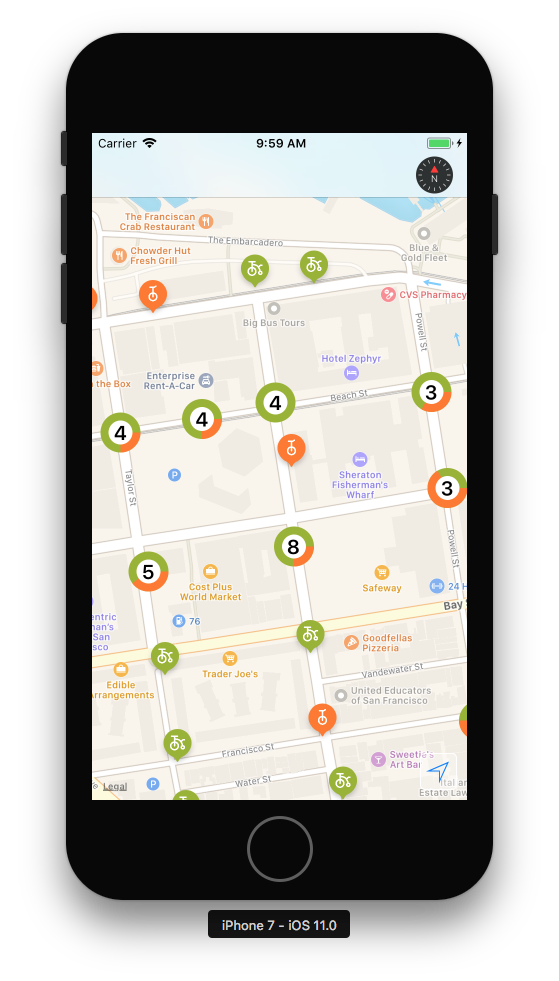 Carrier
9:59 AM
N
The Franciscan
Crab Restaurant
The Embarcadero
Blue &
Gold Fleet
Chowder Hut
Fresh Grill
CVS Pharmacy
Big Bus Tours
Powell St
Hotel Zephyr
the Box
Enterprise
Rent-A-Car
Beach St
3
4
4
4
Taylor St
P
Sheraton
Fisherman's
Wharf
3
8
Powell St
5
Cost Plus
World Market
Safeway
24 H
Bay
76
San
Goodfellas
Pizzeria
Trader Joe's
Vandewater St
Edible
Arrangements
United Educators
of San Francisco
Francisco St
Sweetie's
Art Bar
P
Legal
Water St
Estate Law
iPhone 7 - iOS 11.0